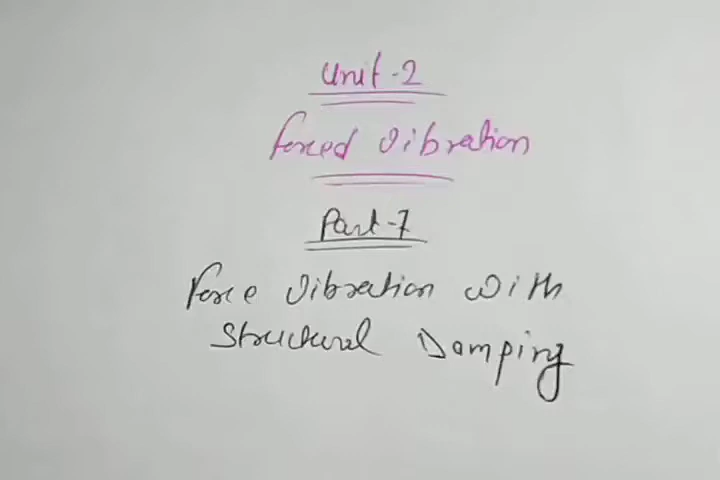 Unit-2
Forced Vibration
Part-7
Force Vibration with
Structural Damping